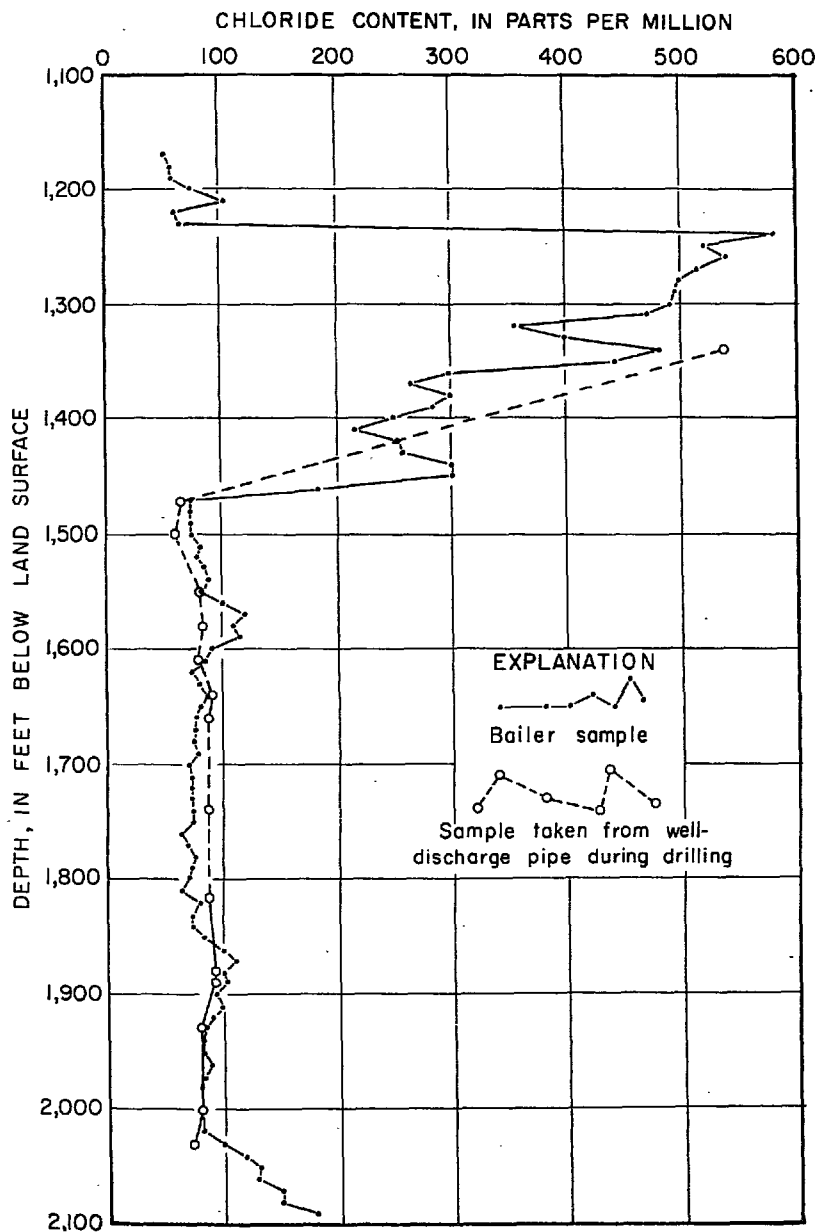 CHLORIDE CONTENT, IN PARTS PER MILLION
0 100 200 300 400 500 600
DEPTH, IN FEET BELOW LAND SURFACE
1,100
1,200
1,300
1,400
1,500
1,600
1,700
1,800
1,900
2,000
2,100
EXPLANATION
Bailer sample
Sample taken from well-
discharge pipe during drilling